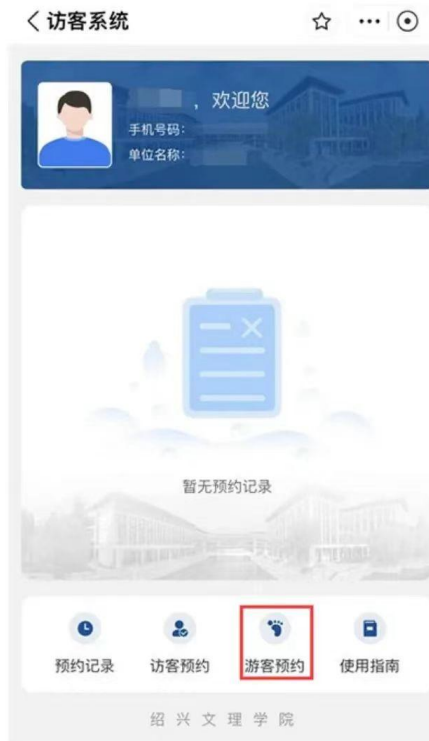 访客系统
，欢迎您
手机号码：
单位名称：
暂无预约记录
预约记录 访客预约 游客预约 使用指南
绍兴文理学院